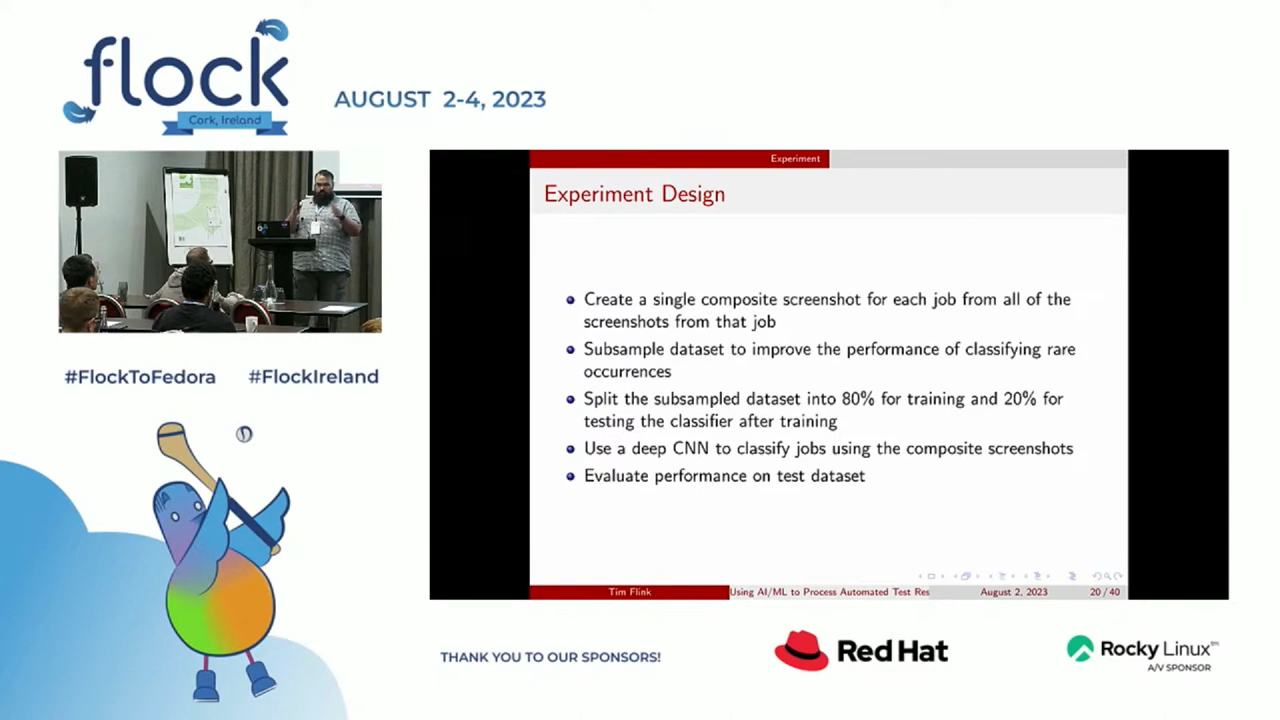 flock
Cork, Ireland
AUGUST 2-4, 2023
#FlockToFedora #FlockIreland
Experiment
Experiment Design
Create a single composite screenshot for each job from all of the
screenshots from that job
Subsample dataset to improve the performance of classifying rare
occurrences
Split the subsampled dataset into 80% for training and 20% for
testing the classifier after training
Use a deep CNN to classify jobs using the composite screenshots
Evaluate performance on test dataset
Tim Flink Using AI/ML to Process Automated Test Res August 2, 2023 20 / 40
THANK YOU TO OUR SPONSORS!
Red Hat
Rocky Linux™
A/V SPONSOR